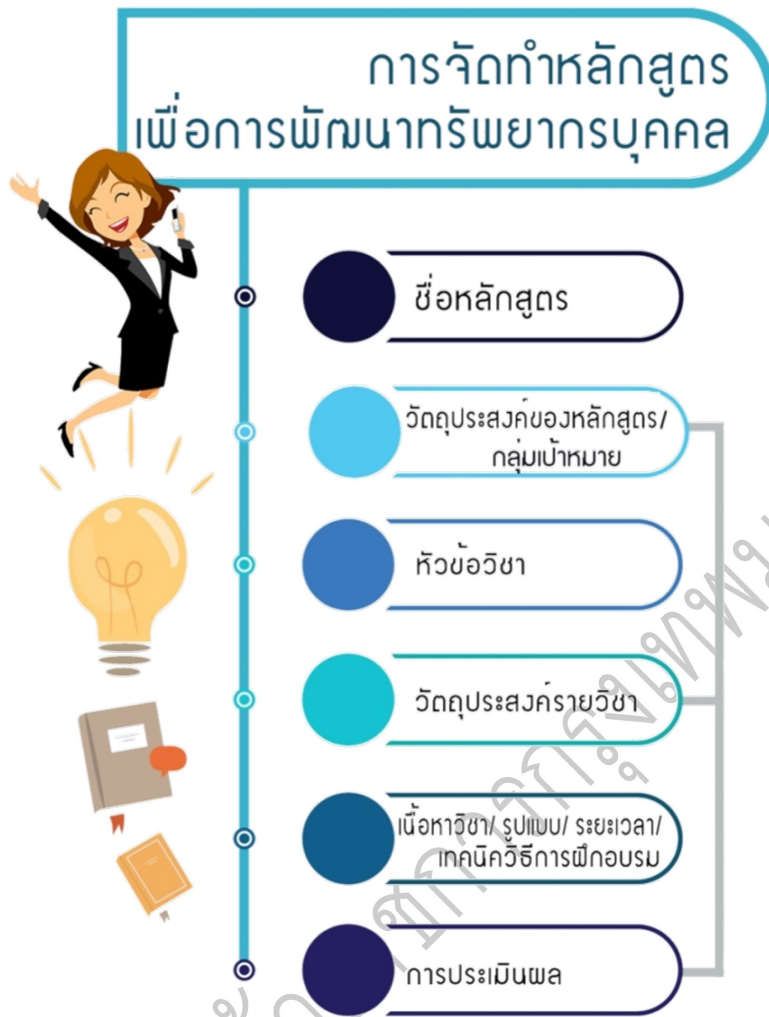 การจัดทำหลักสูตร
เพื่อการพัฒนาทรัพยากรบุคคล
ชื่อหลักสูตร
วัตถุประสงค์ของหลักสูตร/
กลุ่มเป้าหมาย
หัวข้อวิชา
วัตถุประสงค์รายวิชา
เนื้อหาวิชา/ รูปแบบ/ ระยะเวลา/
เทคนิควิธีการฝึกอบรม
การประเมินผล